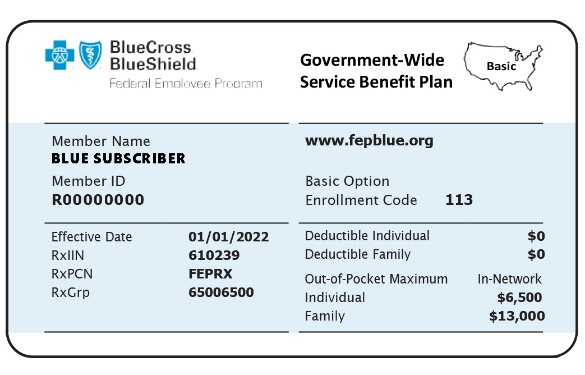 BlueCross
BlueShield
Federal Employee Program
Government-Wide
Service Benefit Plan
Basic
Member Name
BLUE SUBSCRIBER
Member ID
R00000000
www.fepblue.org
Basic Option
Enrollment Code 113
Effective Date 01/01/2022
RxIIN 610239
RxPCN FEPRX
RxGrp 65006500
Deductible Individual $0
Deductible Family $0
Out-of-Pocket Maximum In-Network
Individual $6,500
Family $13,000